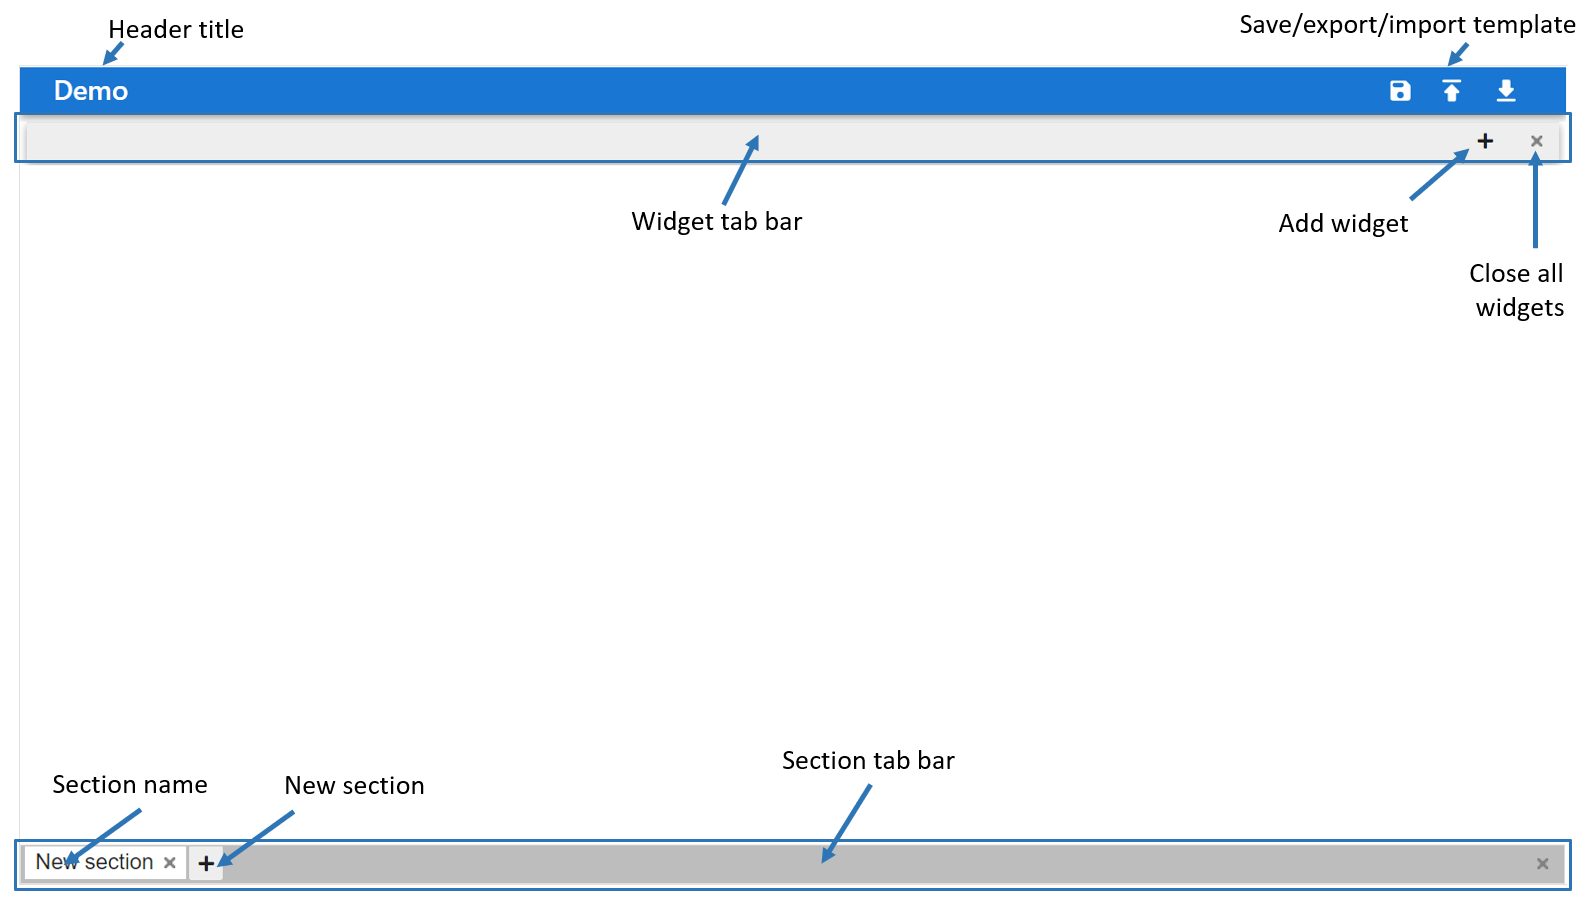 Header title
Save/export/import template
Demo
Widget tab bar
Add widget
Close all
widgets
Section tab bar
Section name
New section
New section